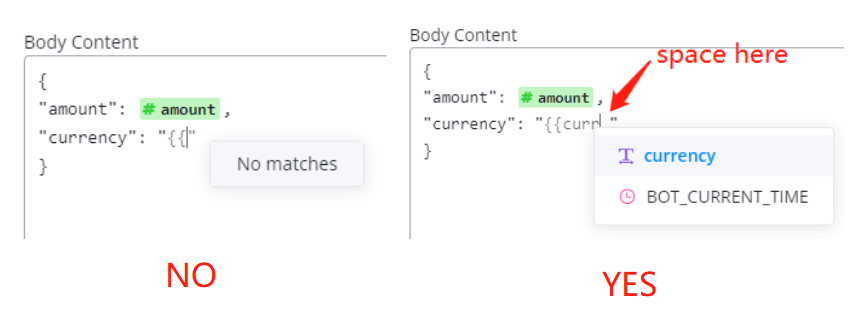 Body Content
{
"amount": # amount ,
"currency": "{{"
}
No matches
NO
Body Content
space here
{
"amount": # amount ,
"currency": "{{curr "
}
T currency
BOT_CURRENT_TIME
YES